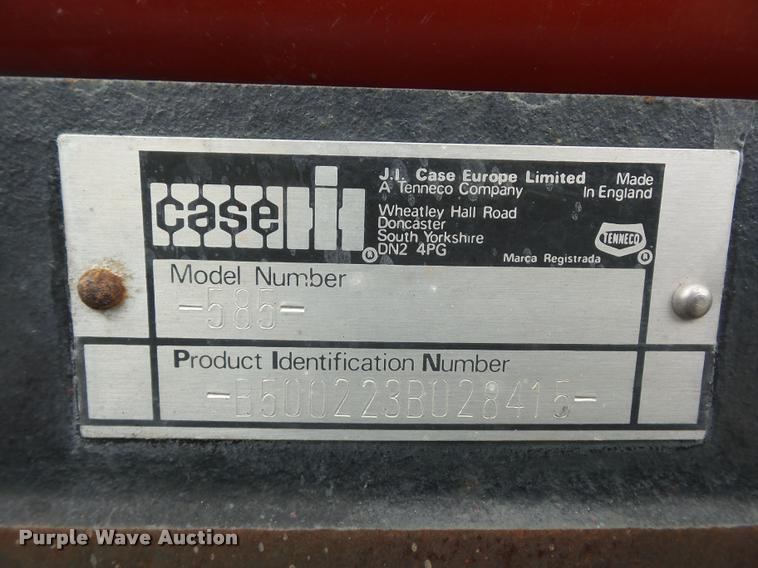 case IH
J.I. Case Europe Limited
A Tenneco Company
Made
In England
Wheatley Hall Road
Doncaster
South Yorkshire
DN2 4PG
TENNECO
Marca Registrada
®
®
Model Number
-585-
Product Identification Number
-B500223B028415-
Purple Wave Auction